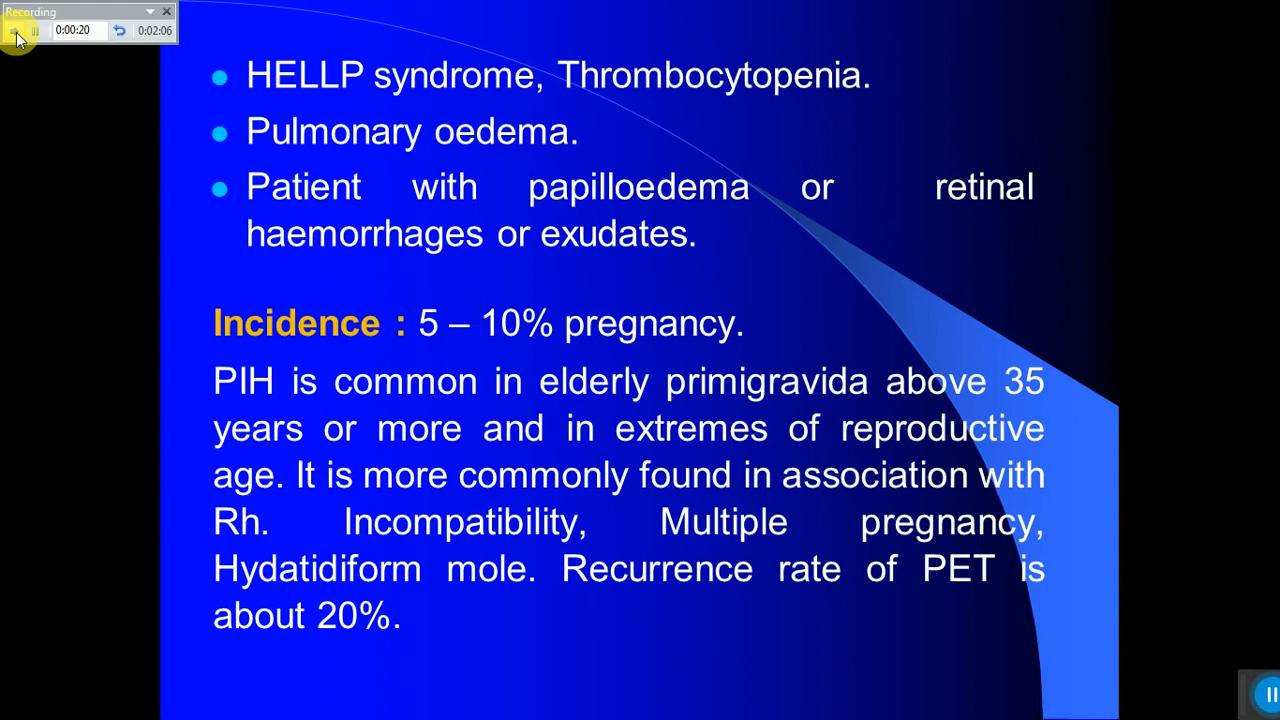 Recording
0:00:20
0:02:06
HELLP syndrome, Thrombocytopenia.
Pulmonary oedema.
Patient with papilloedema or retinal
haemorrhages or exudates.
Incidence : 5 – 10% pregnancy.
PIH is common in elderly primigravida above 35
years or more and in extremes of reproductive
age. It is more commonly found in association with
Rh. Incompatibility, Multiple pregnancy,
Hydatidiform mole. Recurrence rate of PET is
about 20%.